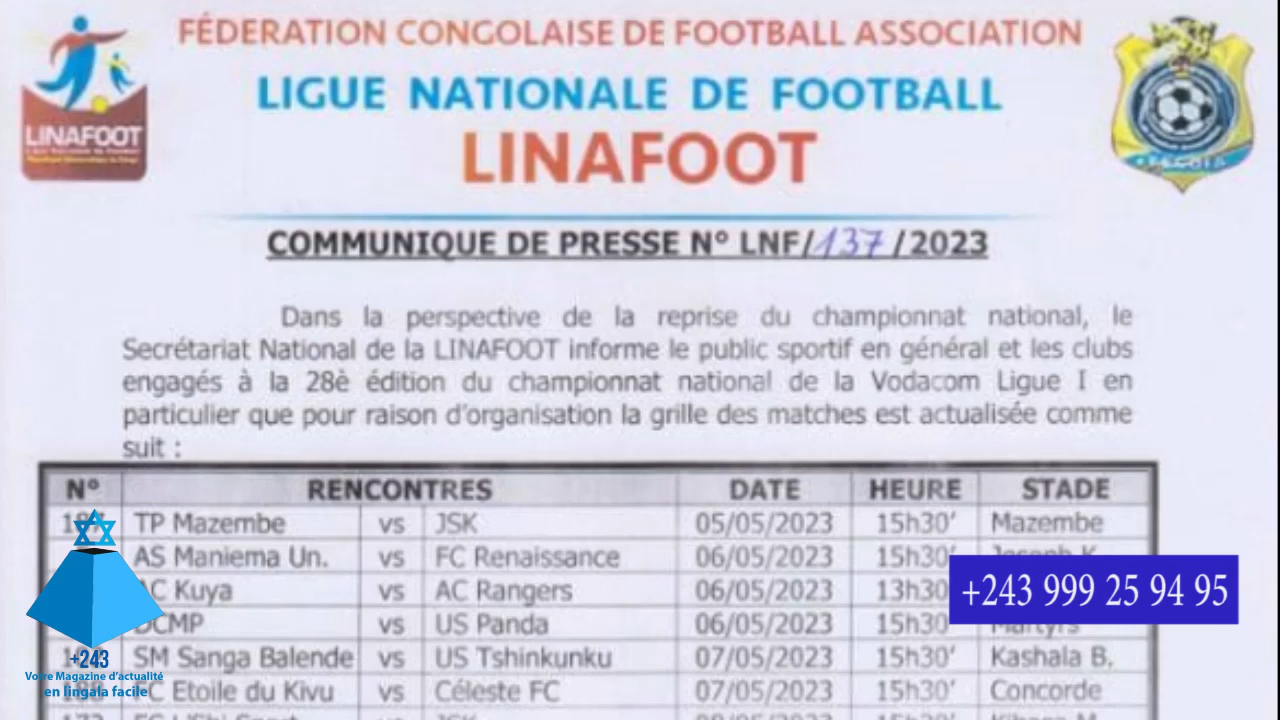 FÉDERATION CONGOLAISE DE FOOTBALL ASSOCIATION
LIGUE NATIONALE DE FOOTBALL
LINAFOOT
LINAFOOT
COMMUNIQUE DE PRESSE N° LNF/137/2023
Dans la perspective de la reprise du championnat national, le
Secrétariat National de la LINAFOOT informe le public sportif en général et les clubs
engagés à la 28è édition du championnat national de la Vodacom Ligue I en
particulier que pour raison d'organisation la grille des matches est actualisée comme
suit :
N° RENCONTRES DATE HEURE STADE
TP Mazembe vs JSK 05/05/2023 15h30' Mazembe
AS Maniema Un. vs FC Renaissance 06/05/2023 15h30'
AC Kuya vs AC Rangers 06/05/2023 13h30
DCMP vs US Panda 06/05/2023 15h30' Martyrs
SM Sanga Balende vs US Tshinkunku 07/05/2023 15h30' Kashala B.
FC Etoile du Kivu vs Céleste FC 07/05/2023 15h30' Concorde
vs JSK
+243 999 25 94 95
+243
Votre Magazine d'actualité
en lingala facile